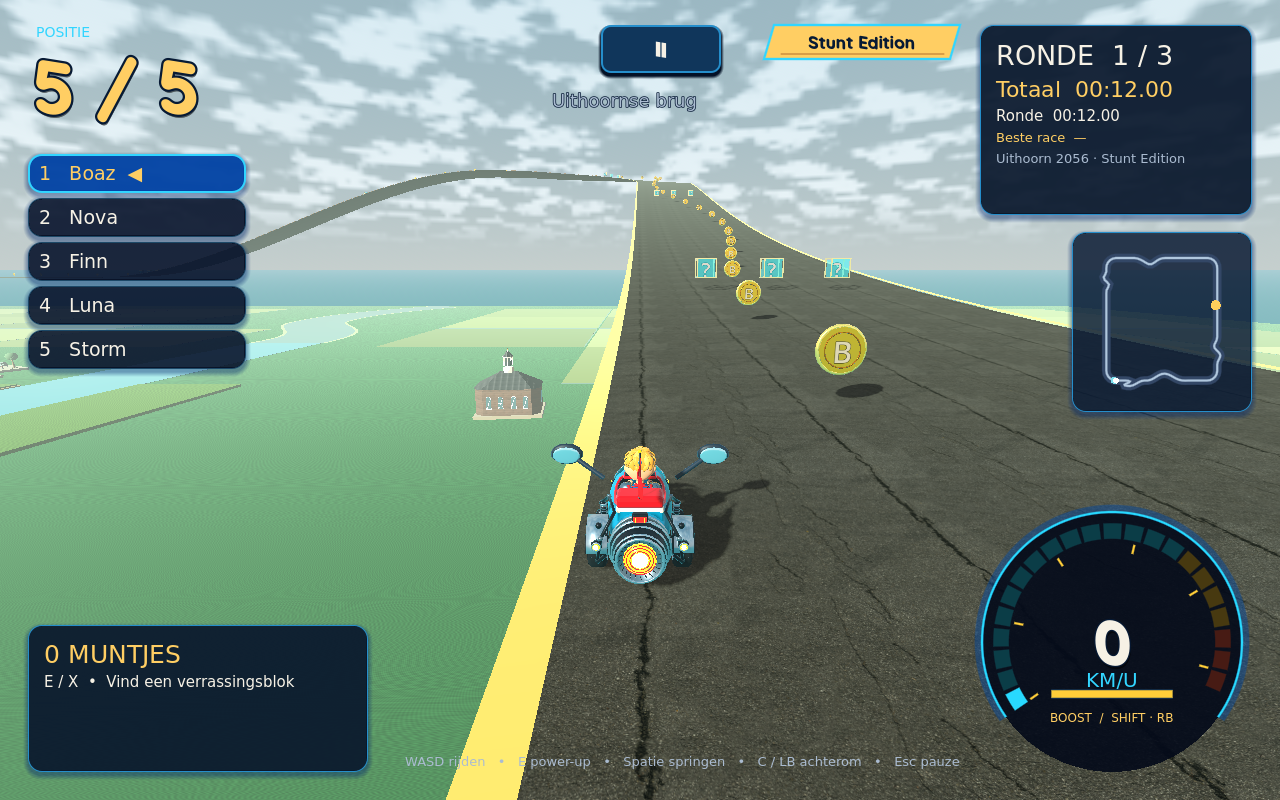 POSITIE
5 / 5
1 Boaz ◀
2 Nova
3 Finn
4 Luna
5 Storm
Uithoornse brug
Stunt Edition
RONDE 1 / 3
Totaal 00:12.00
Ronde 00:12.00
Beste race —
Uithoorn 2056 · Stunt Edition
? ? ?
B
B
B
0 MUNTJES
E / X • Vind een verrassingsblok
0
KM/U
BOOST / SHIFT · RB
WASD rijden • E power-up • Spatie springen • C / LB achterom • Esc pauze